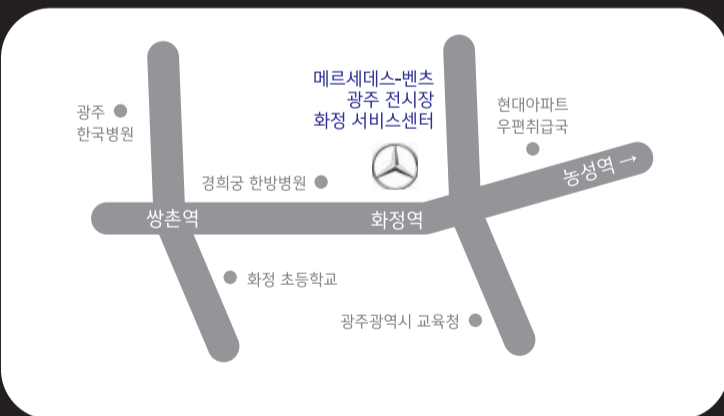 메르세데스-벤츠
광주 전시장
화정 서비스센터
광주
한국병원
현대아파트
우편취급국
경희궁 한방병원
농성역 →
쌍촌역
화정역
화정 초등학교
광주광역시 교육청